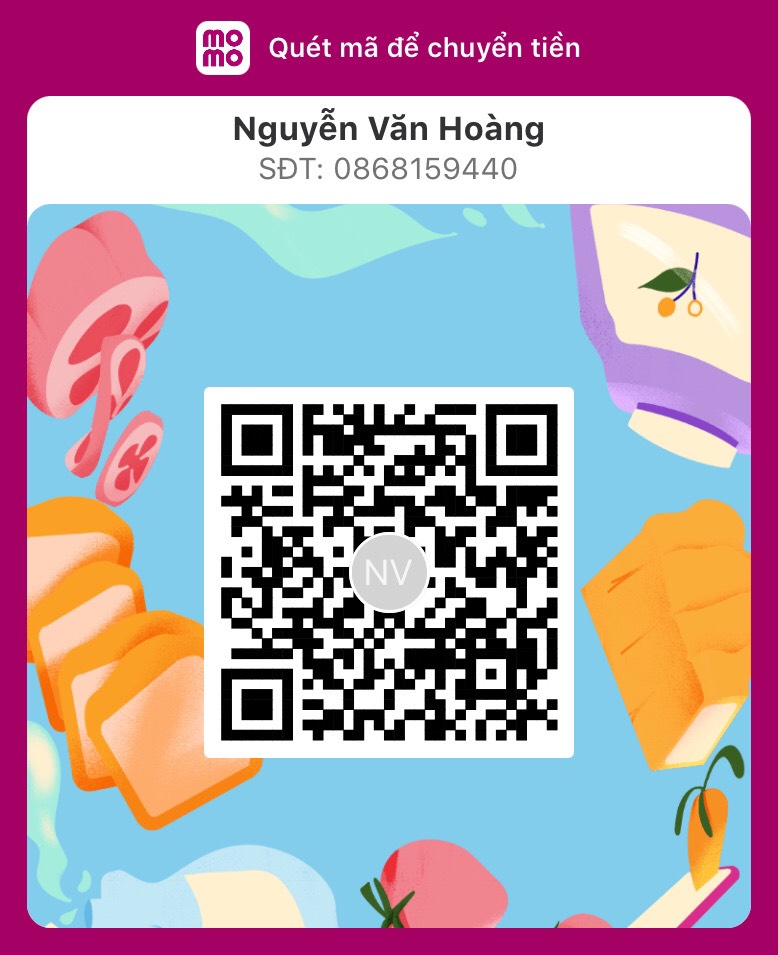 momo
Quét mã để chuyển tiền
Nguyễn Văn Hoàng
SĐT: 0868159440
NV